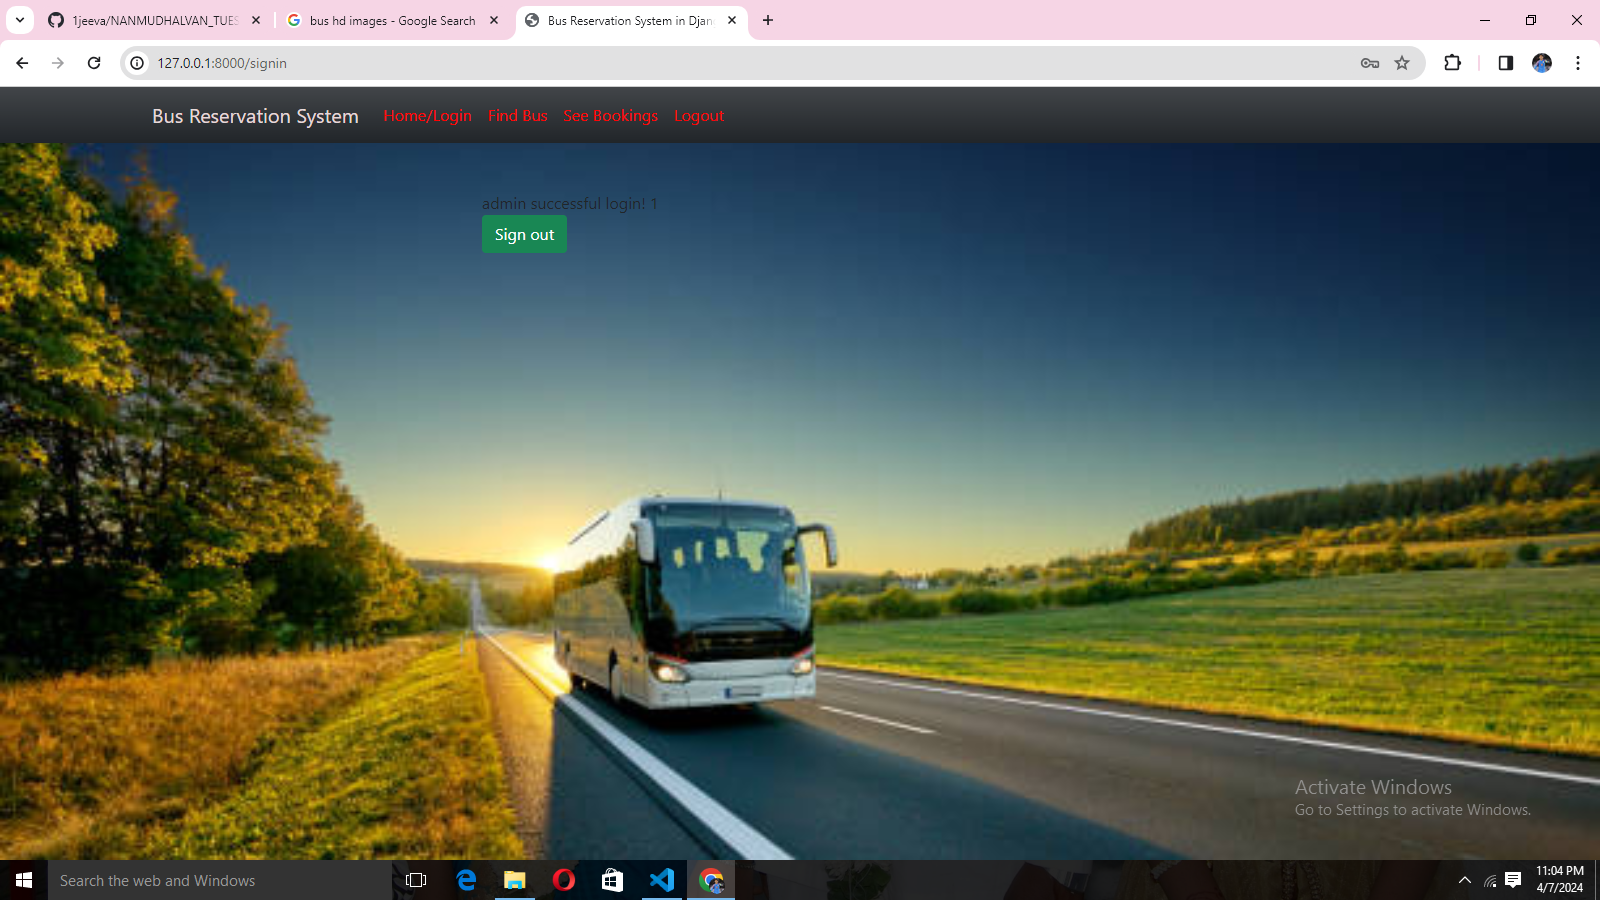 1jeeva/NANMUDHALVAN_TUES
bus hd images - Google Search
Bus Reservation System in Djan
127.0.0.1:8000/signin
Bus Reservation System
Home/Login
Find Bus
See Bookings
Logout
admin successful login! 1
Sign out
Activate Windows
Go to Settings to activate Windows.
Search the web and Windows
11:04 PM
4/7/2024